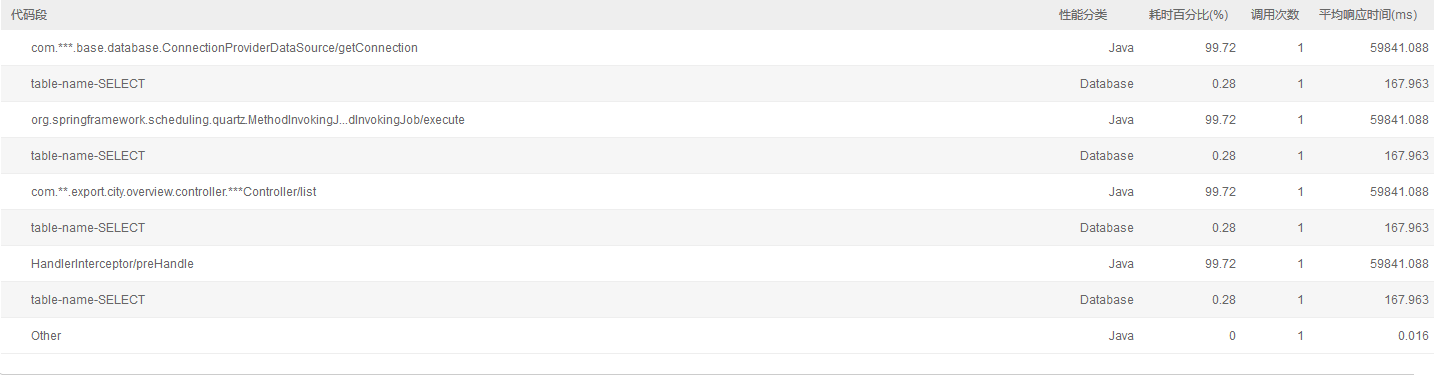 代码段 性能分类 耗时百分比(%) 调用次数 平均响应时间(ms)
com.***.base.database.ConnectionProviderDataSource/getConnection Java 99.72 1 59841.088
table-name-SELECT Database 0.28 1 167.963
org.springframework.scheduling.quartz.MethodInvokingJ...dInvokingJob/execute Java 99.72 1 59841.088
table-name-SELECT Database 0.28 1 167.963
com.**.export.city.overview.controller.***Controller/list Java 99.72 1 59841.088
table-name-SELECT Database 0.28 1 167.963
HandlerInterceptor/preHandle Java 99.72 1 59841.088
table-name-SELECT Database 0.28 1 167.963
Other Java 0 1 0.016